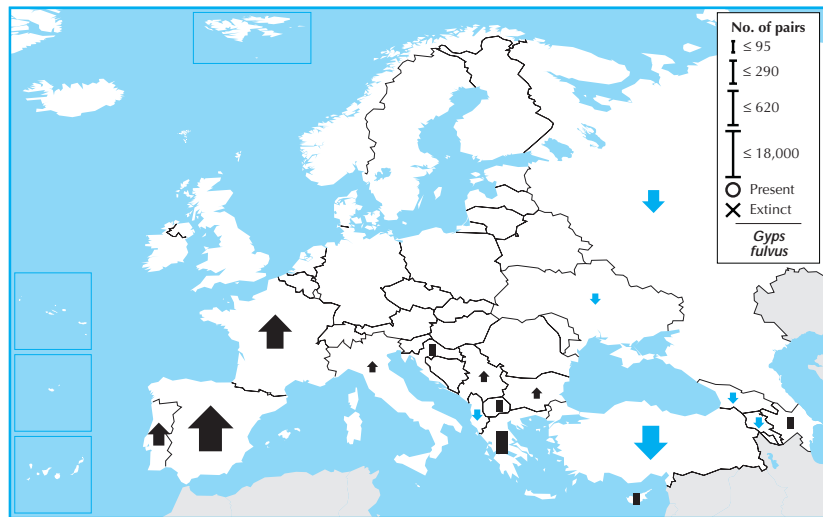 No. of pairs
≤ 95
≤ 290
≤ 620
≤ 18,000
Present
Extinct
Gyps
fulvus